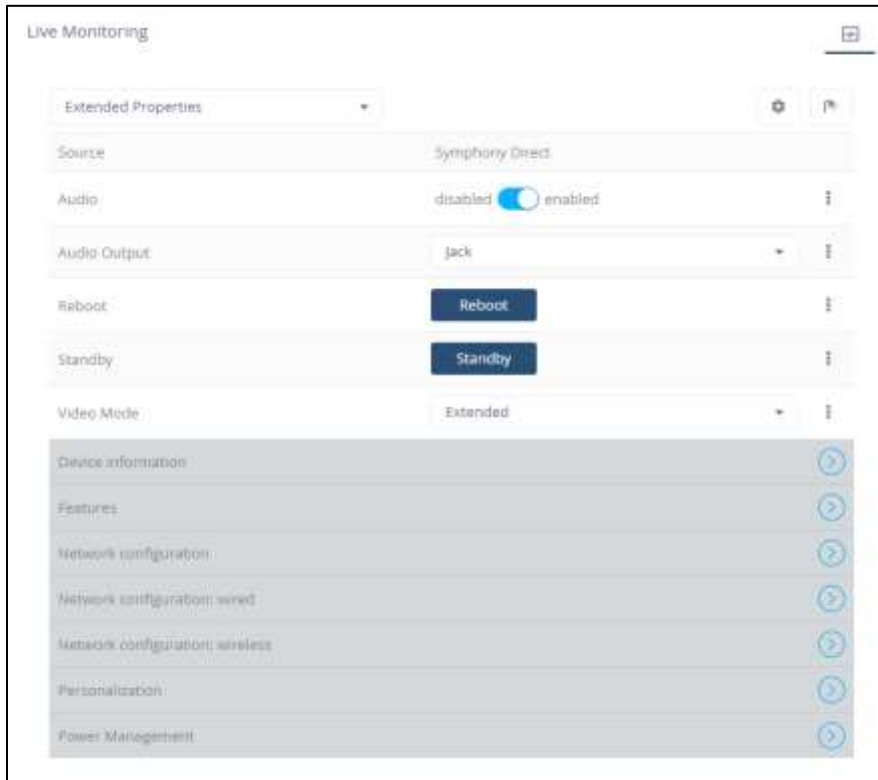 Live Monitoring
Extended Properties
Source Symphony Direct
Audio disabled enabled
Audio Output Jack
Reboot Reboot
Standby Standby
Video Mode Extended
Device information
Features
Network configuration
Network configuration: wired
Network configuration: wireless
Personalization
Power Management